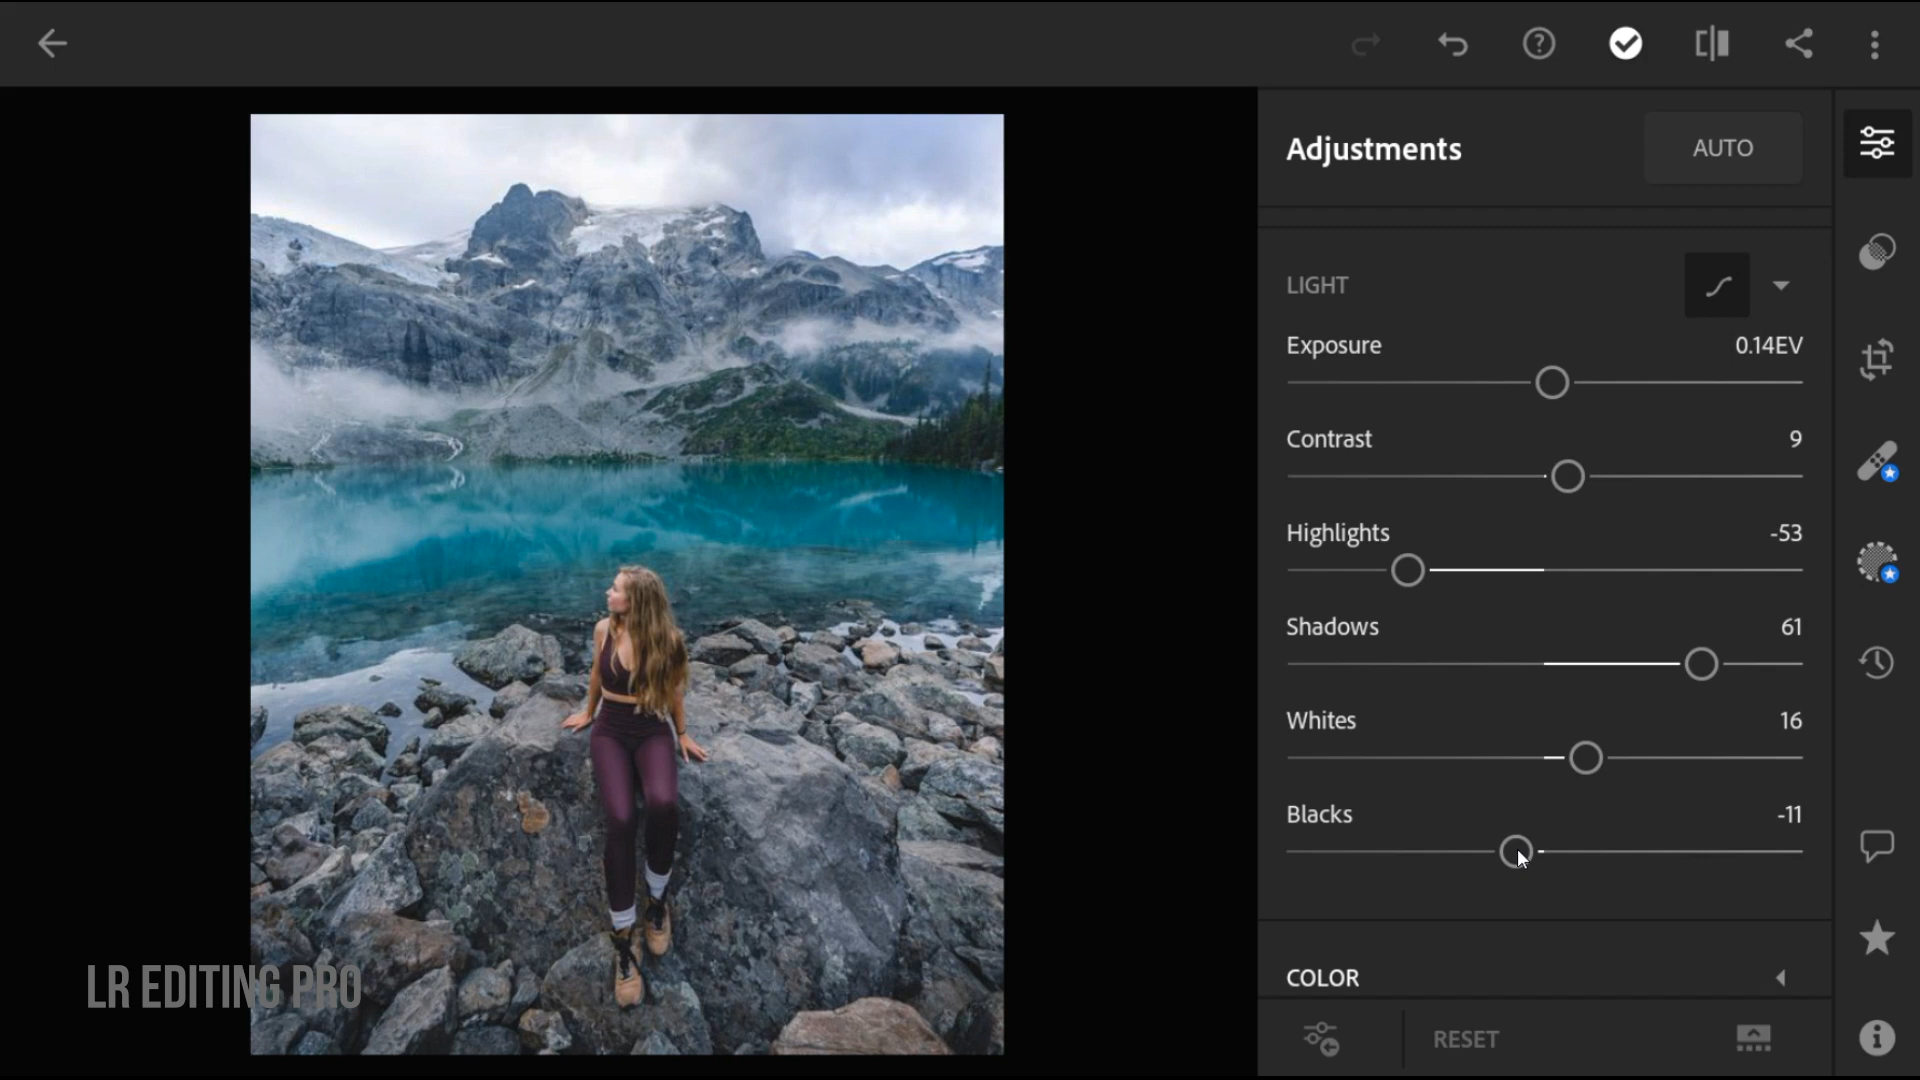 Adjustments
AUTO
LIGHT
Exposure 0.14EV
Contrast 9
Highlights -53
Shadows 61
Whites 16
Blacks -11
COLOR
RESET
LR EDITING PRO